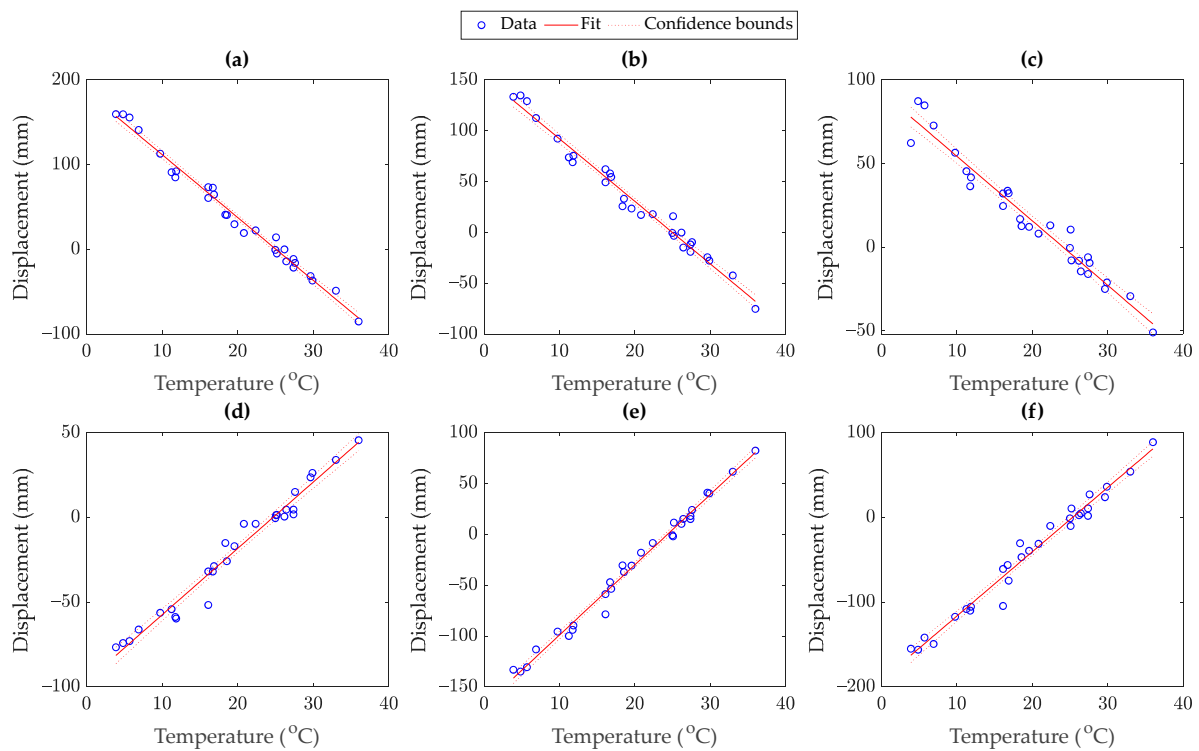 Data Fit Confidence bounds
(a) (b) (c)
200 150 100
100 100 50
0 50 0
−100 0 −50
−50
−100
0 10 20 30 40 0 10 20 30 40 0 10 20 30 40
Displacement (mm) Displacement (mm) Displacement (mm)
Temperature (°C) Temperature (°C) Temperature (°C)
(d) (e) (f)
50 100 100
0 50 0
−50 0 −100
−100 −50 −200
−100
−150
0 10 20 30 40 0 10 20 30 40 0 10 20 30 40
Displacement (mm) Displacement (mm) Displacement (mm)
Temperature (°C) Temperature (°C) Temperature (°C)